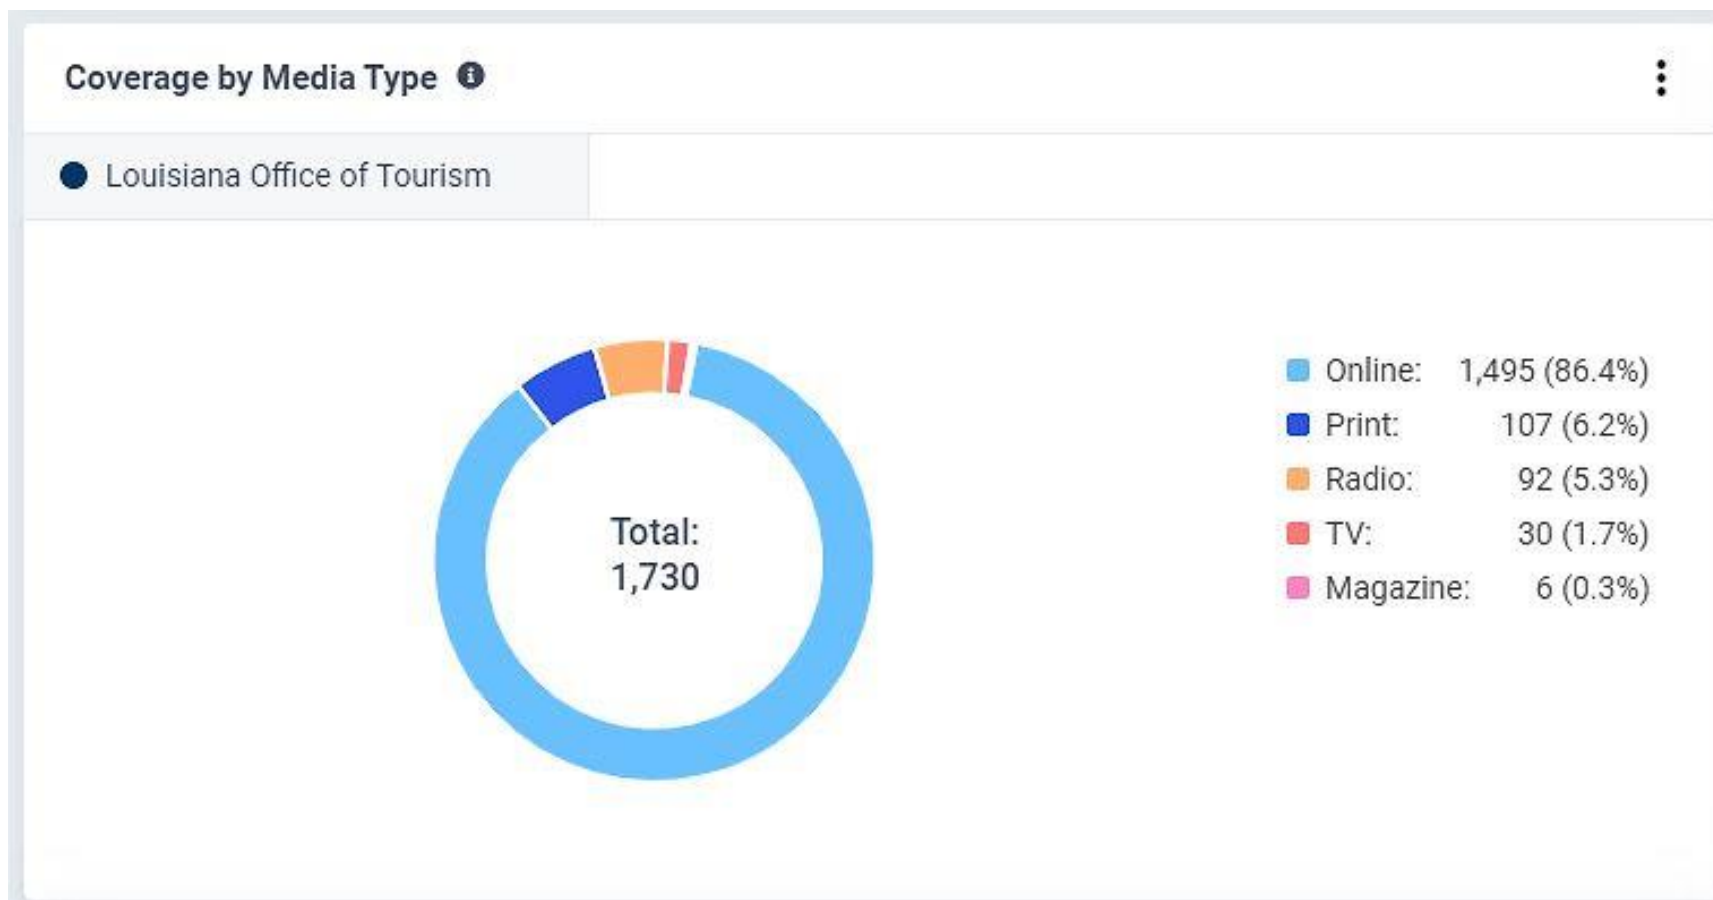 Coverage by Media Type
Louisiana Office of Tourism
Total:
1,730
Online: 1,495 (86.4%)
Print: 107 (6.2%)
Radio: 92 (5.3%)
TV: 30 (1.7%)
Magazine: 6 (0.3%)